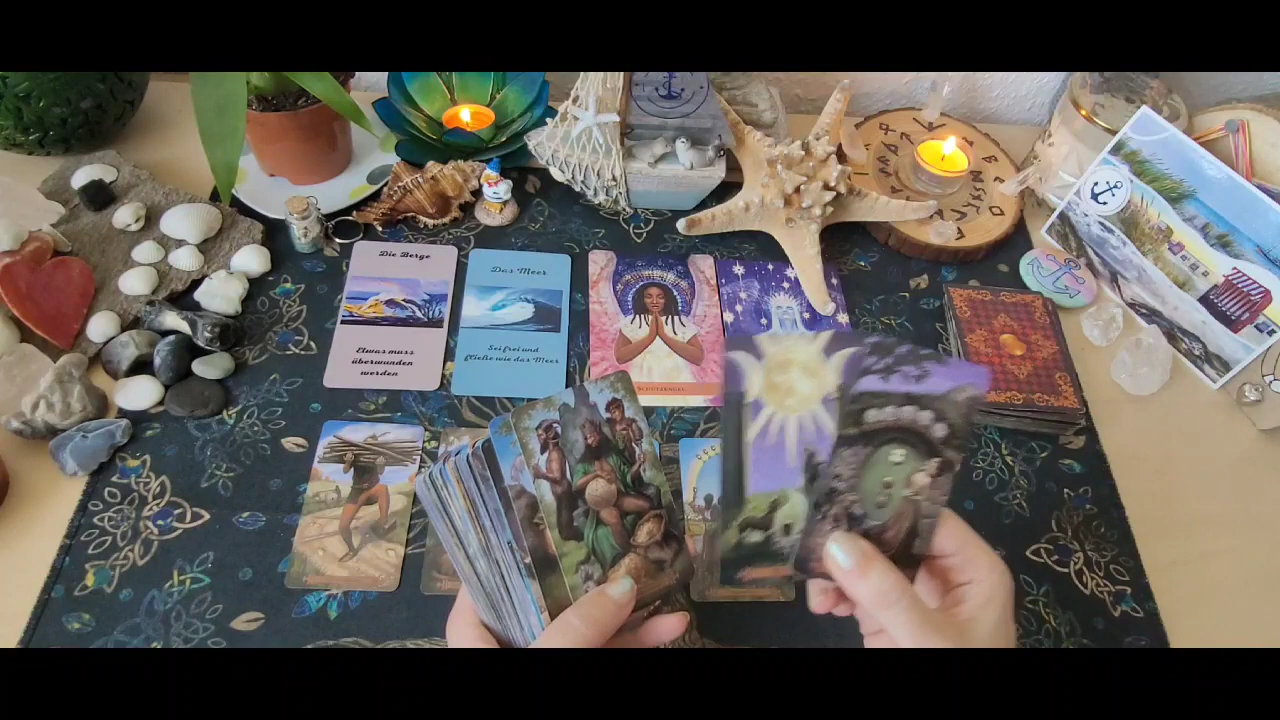 Die Berge
Etwas muss
überwunden
werden
Das Meer
Sei frei und
fließe wie das Meer
SCHUTZENGEL